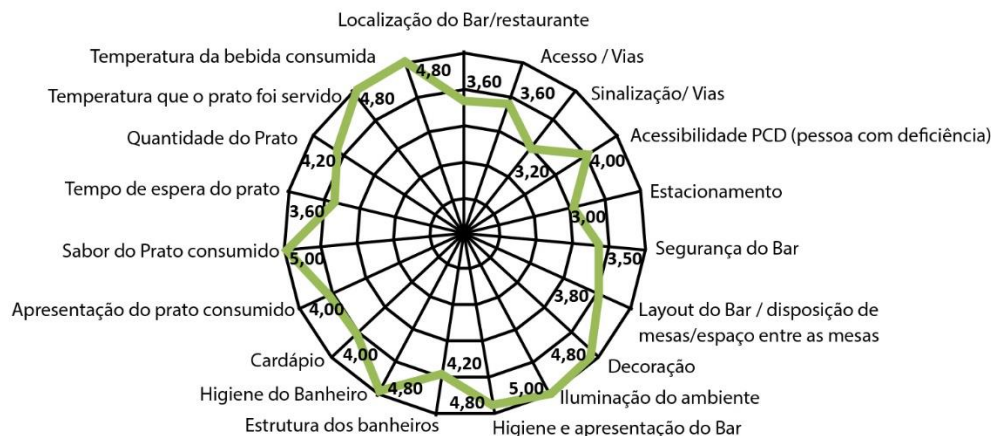 Localização do Bar/restaurante
Temperatura da bebida consumida
4,80
3,60
Acesso / Vias
Temperatura que o prato foi servido
4,80
3,60
Sinalização/ Vias
Quantidade do Prato
4,20
3,20
4,00
Acessibilidade PCD (pessoa com deficiência)
Tempo de espera do prato
3,60
3,00
Estacionamento
Sabor do Prato consumido
5,00
3,50
Segurança do Bar
Apresentação do prato consumido
4,00
3,80
Layout do Bar / disposição de
mesas/espaço entre as mesas
Cardápio
4,00
4,20
4,80
Decoração
Higiene do Banheiro
4,80
4,80
5,00
Iluminação do ambiente
Estrutura dos banheiros
Higiene e apresentação do Bar